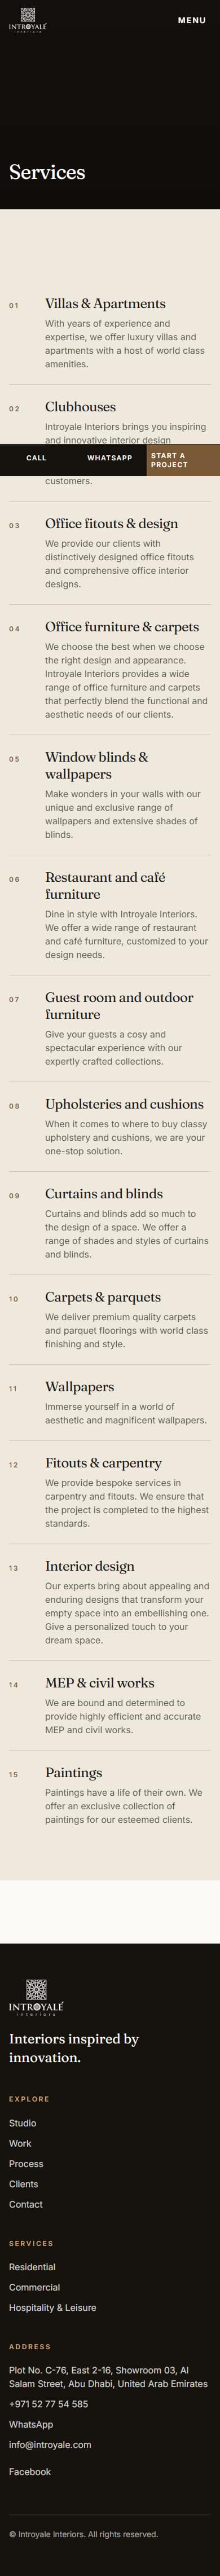 INTROYALE
interiors
MENU
Services
01
Villas & Apartments
With years of experience and
expertise, we offer luxury villas and
apartments with a host of world class
amenities.
02
Clubhouses
Introyale Interiors brings you inspiring
and innovative interior design
CALL
WHATSAPP
START A
PROJECT
customers.
03
Office fitouts & design
We provide our clients with
distinctively designed office fitouts
and comprehensive office interior
designs.
04
Office furniture & carpets
We choose the best when we choose
the right design and appearance.
Introyale Interiors provides a wide
range of office furniture and carpets
that perfectly blend the functional and
aesthetic needs of our clients.
05
Window blinds &
wallpapers
Make wonders in your walls with our
unique and exclusive range of
wallpapers and extensive shades of
blinds.
06
Restaurant and café
furniture
Dine in style with Introyale Interiors.
We offer a wide range of restaurant
and café furniture, customized to your
design needs.
07
Guest room and outdoor
furniture
Give your guests a cosy and
spectacular experience with our
expertly crafted collections.
08
Upholsteries and cushions
When it comes to where to buy classy
upholstery and cushions, we are your
one-stop solution.
09
Curtains and blinds
Curtains and blinds add so much to
the design of a space. We offer a
range of shades and styles of curtains
and blinds.
10
Carpets & parquets
We deliver premium quality carpets
and parquet floorings with world class
finishing and style.
11
Wallpapers
Immerse yourself in a world of
aesthetic and magnificent wallpapers.
12
Fitouts & carpentry
We provide bespoke services in
carpentry and fitouts. We ensure that
the project is completed to the highest
standards.
13
Interior design
Our experts bring about appealing and
enduring designs that transform your
empty space into an embellishing one.
Give a personalized touch to your
dream space.
14
MEP & civil works
We are bound and determined to
provide highly efficient and accurate
MEP and civil works.
15
Paintings
Paintings have a life of their own. We
offer an exclusive collection of
paintings for our esteemed clients.
INTROYALE
interiors
Interiors inspired by
innovation.
EXPLORE
Studio
Work
Process
Clients
Contact
SERVICES
Residential
Commercial
Hospitality & Leisure
ADDRESS
Plot No. C-76, East 2-16, Showroom 03, Al
Salam Street, Abu Dhabi, United Arab Emirates
+971 52 77 54 585
WhatsApp
info@introyale.com
Facebook
© Introyale Interiors. All rights reserved.